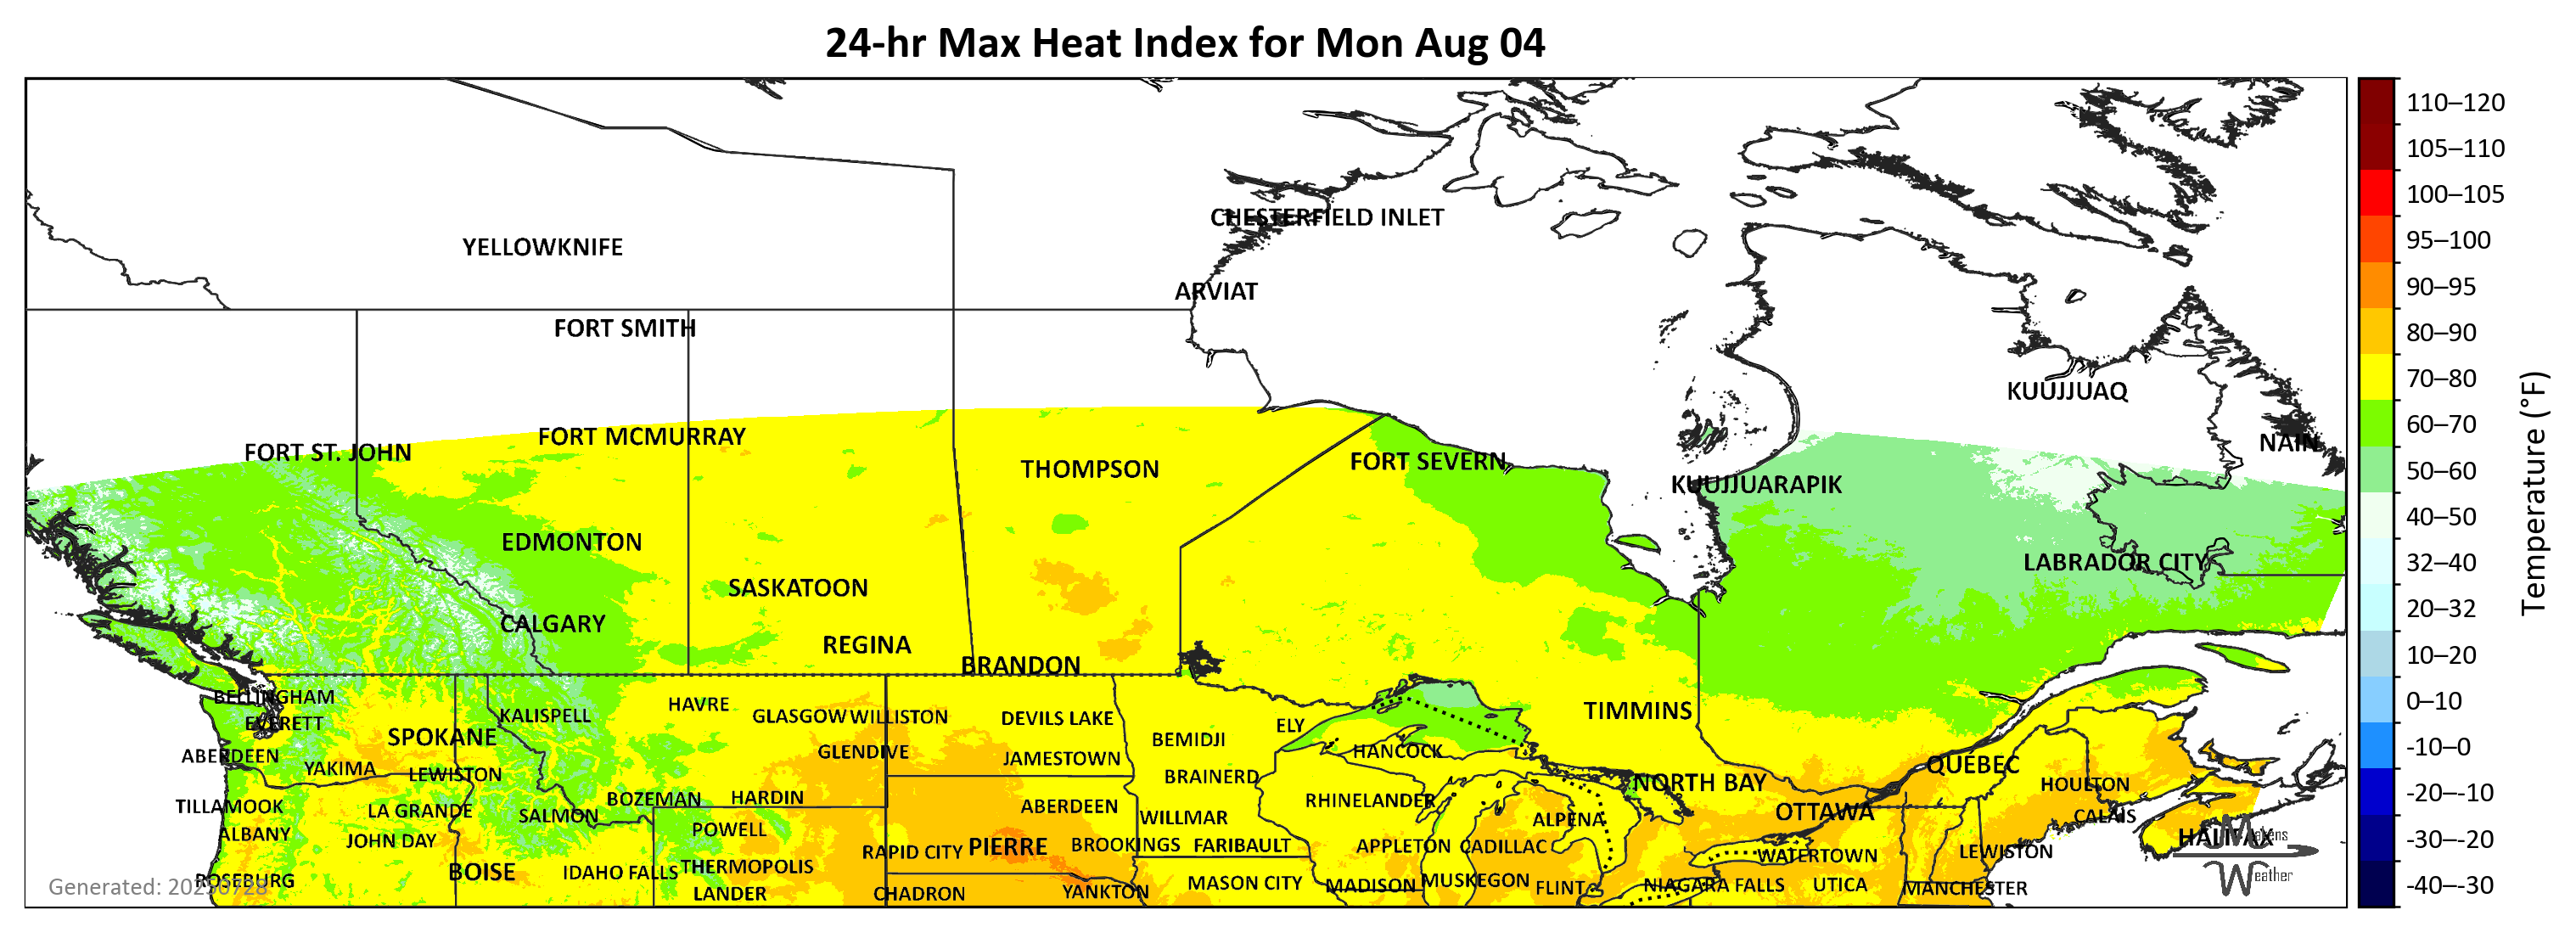 24-hr Max Heat Index for Mon Aug 04
CHESTERFIELD INLET
YELLOWKNIFE
ARVIAT
FORT SMITH
KUUJJUAQ
FORT MCMURRAY
NAIN
FORT ST. JOHN
FORT SEVERN
THOMPSON
KUUJJUARAPIK
EDMONTON
LABRADOR CITY
SASKATOON
CALGARY
REGINA
BRANDON
BELLINGHAM
HAVRE
KALISPELL
GLASGOW WILLISTON
DEVILS LAKE
TIMMINS
EVERETT
ELY
SPOKANE
BEMIDJI
GLENDIVE
HANCOCK
ABERDEEN
JAMESTOWN
QUÉBEC
YAKIMA
LEWISTON
BRAINERD
NORTH BAY
HOULTON
BOZEMAN
HARDIN
RHINELANDER
TILLAMOOK
LA GRANDE
ABERDEEN
OTTAWA
SALMON
WILLMAR
ALPENA
CALAIS
ALBANY
POWELL
HALIFAX
Makens
JOHN DAY
RAPID CITY
PIERRE
BROOKINGS
FARIBAULT
APPLETON
CADILLAC
WATERTOWN
LEWISTON
BOISE
IDAHO FALLS
THERMOPOLIS
Weather
ROSEBURG
Generated: 20250728
LANDER
CHADRON
YANKTON
MASON CITY
MADISON
MUSKEGON
FLINT
NIAGARA FALLS
UTICA
MANCHESTER
110–120
105–110
100–105
95–100
90–95
80–90
70–80
60–70
50–60
40–50
32–40
20–32
10–20
0–10
-10–0
-20–-10
-30–-20
-40–-30
Temperature (°F)